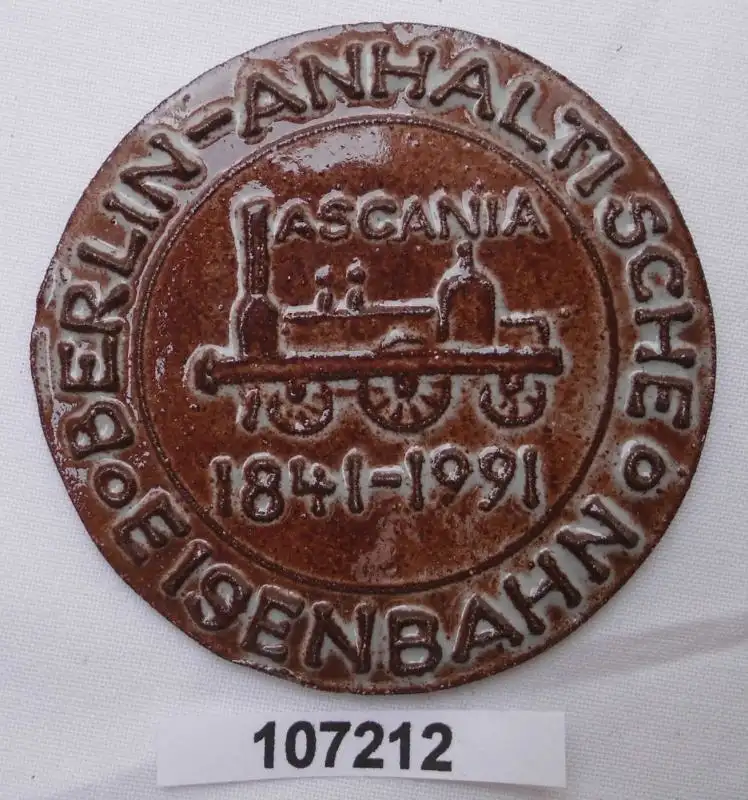 BERLIN-ANHALTISCHE
EISENBAHN
ASCANIA
1841-1991
107212